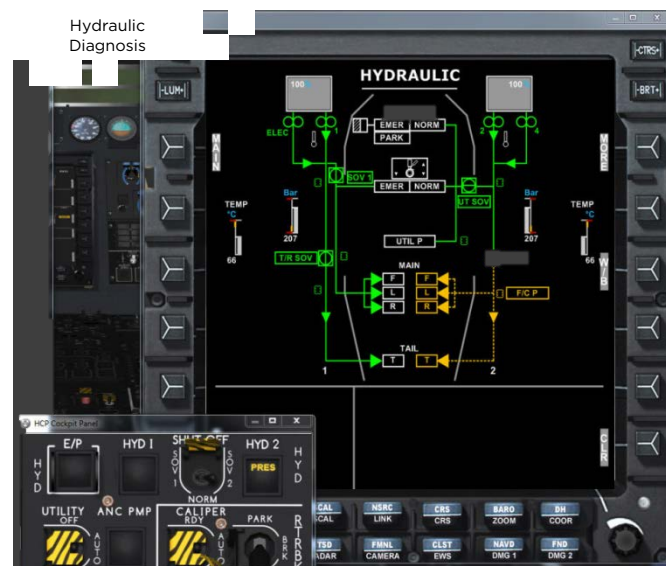 Hydraulic
Diagnosis
|-CTRS+|
|-LUM+|
|-BRT+|
HYDRAULIC
100
100
ELEC
1
2
4
EMER NORM
PARK
MAIN
MORE
SOV 1
EMER NORM
UT SOV
TEMP
°C
66
Bar
207
Bar
207
TEMP
°C
66
UTIL P
T/R SOV
W/B
MAIN
F F
L L
R R
F/C P
TAIL
T T
1
2
CLR
HCP Cockpit Panel
E/P
HYD 1
SHUT OFF
HYD 2
HYD
SOV 1
SOV 2
PRES
HYD
NORM
UTILITY
OFF
AUTO
ANC PMP
CALIPER
RDY
AUTO
PARK
BRK
RTRBK
CAL
SCAL
NSRC
LINK
CRS
CRS
BARO
ZOOM
DH
COOR
TSD
RADAR
FMNL
CAMERA
CLST
EWS
NAVD
DMG 1
FND
DMG 2